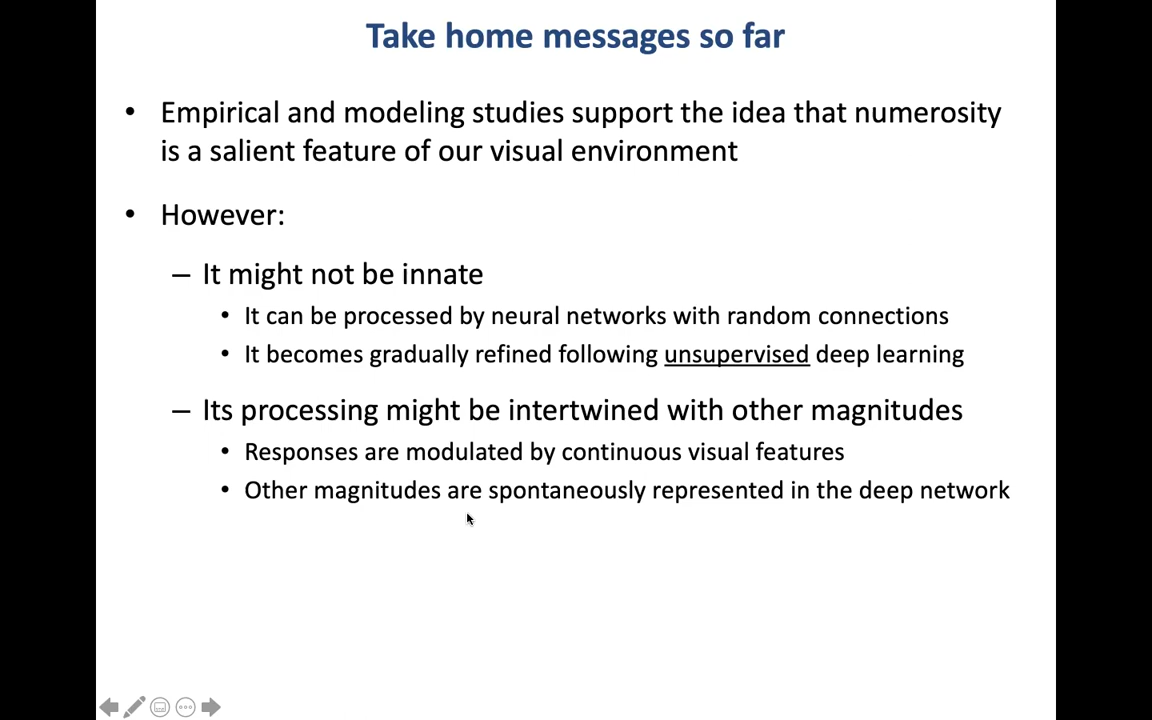 Take home messages so far
• Empirical and modeling studies support the idea that numerosity
is a salient feature of our visual environment
• However:
– It might not be innate
• It can be processed by neural networks with random connections
• It becomes gradually refined following unsupervised deep learning
– Its processing might be intertwined with other magnitudes
• Responses are modulated by continuous visual features
• Other magnitudes are spontaneously represented in the deep network